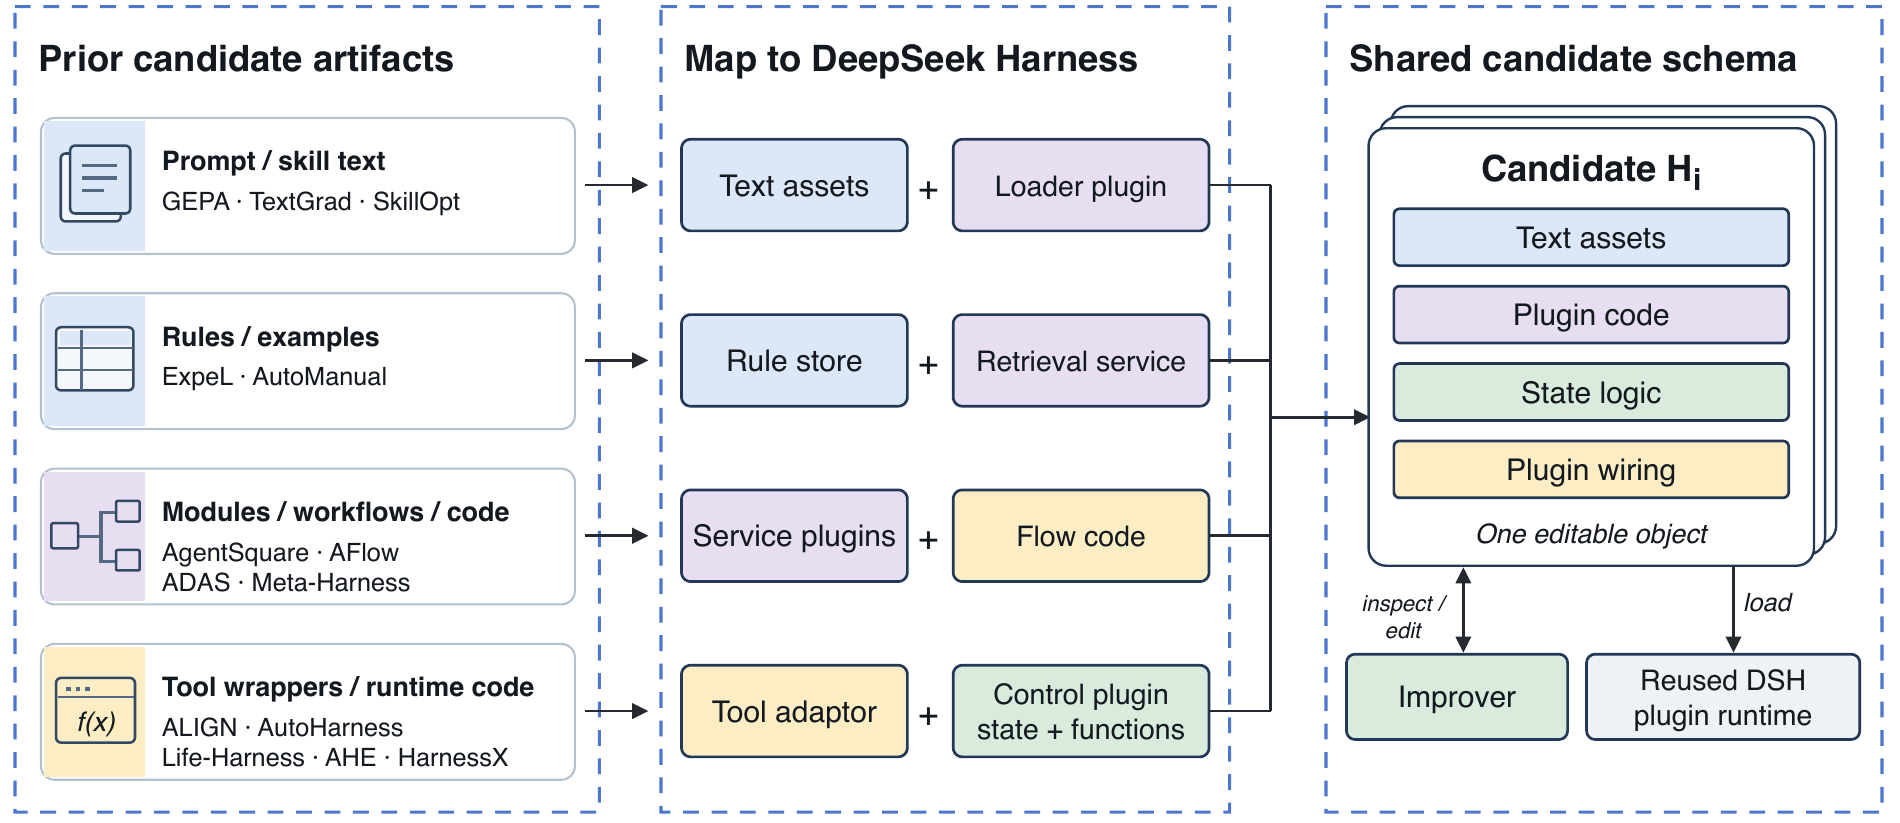 Prior candidate artifacts
Prompt / skill text
GEPA · TextGrad · SkillOpt
Rules / examples
ExpeL · AutoManual
Modules / workflows / code
AgentSquare · AFlow
ADAS · Meta-Harness
f(x)
Tool wrappers / runtime code
ALIGN · AutoHarness
Life-Harness · AHE · HarnessX
Map to DeepSeek Harness
Text assets + Loader plugin
Rule store + Retrieval service
Service plugins + Flow code
Tool adaptor + Control plugin
state + functions
Shared candidate schema
Candidate Hi
Text assets
Plugin code
State logic
Plugin wiring
One editable object
inspect /
edit
load
Improver
Reused DSH
plugin runtime